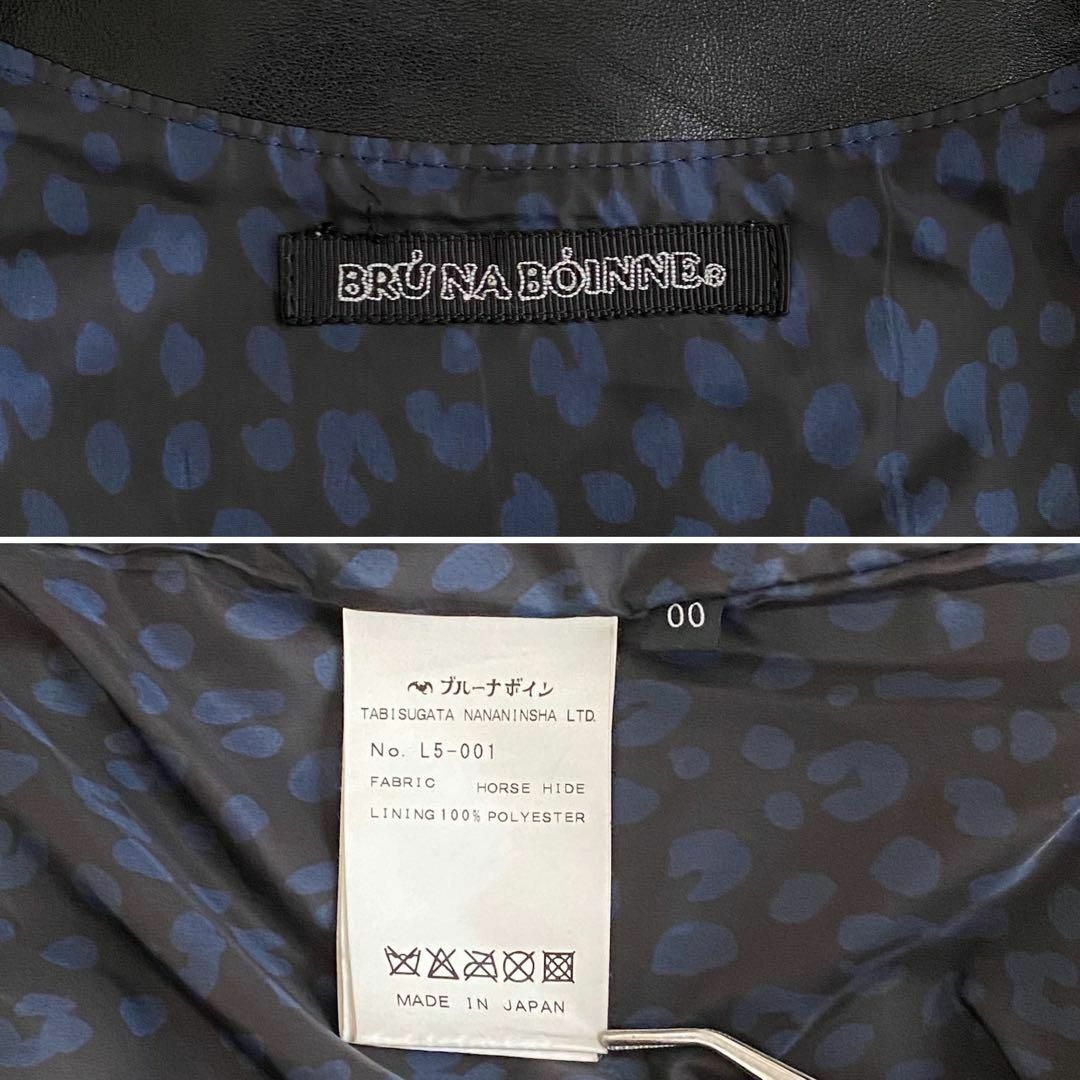 BRÚ NA BÓINNE®
00
ブルーナボイン
TABISUGATA NANANINSHA LTD.
No. L5-001
FABRIC HORSE HIDE
LINING 100% POLYESTER
MADE IN JAPAN